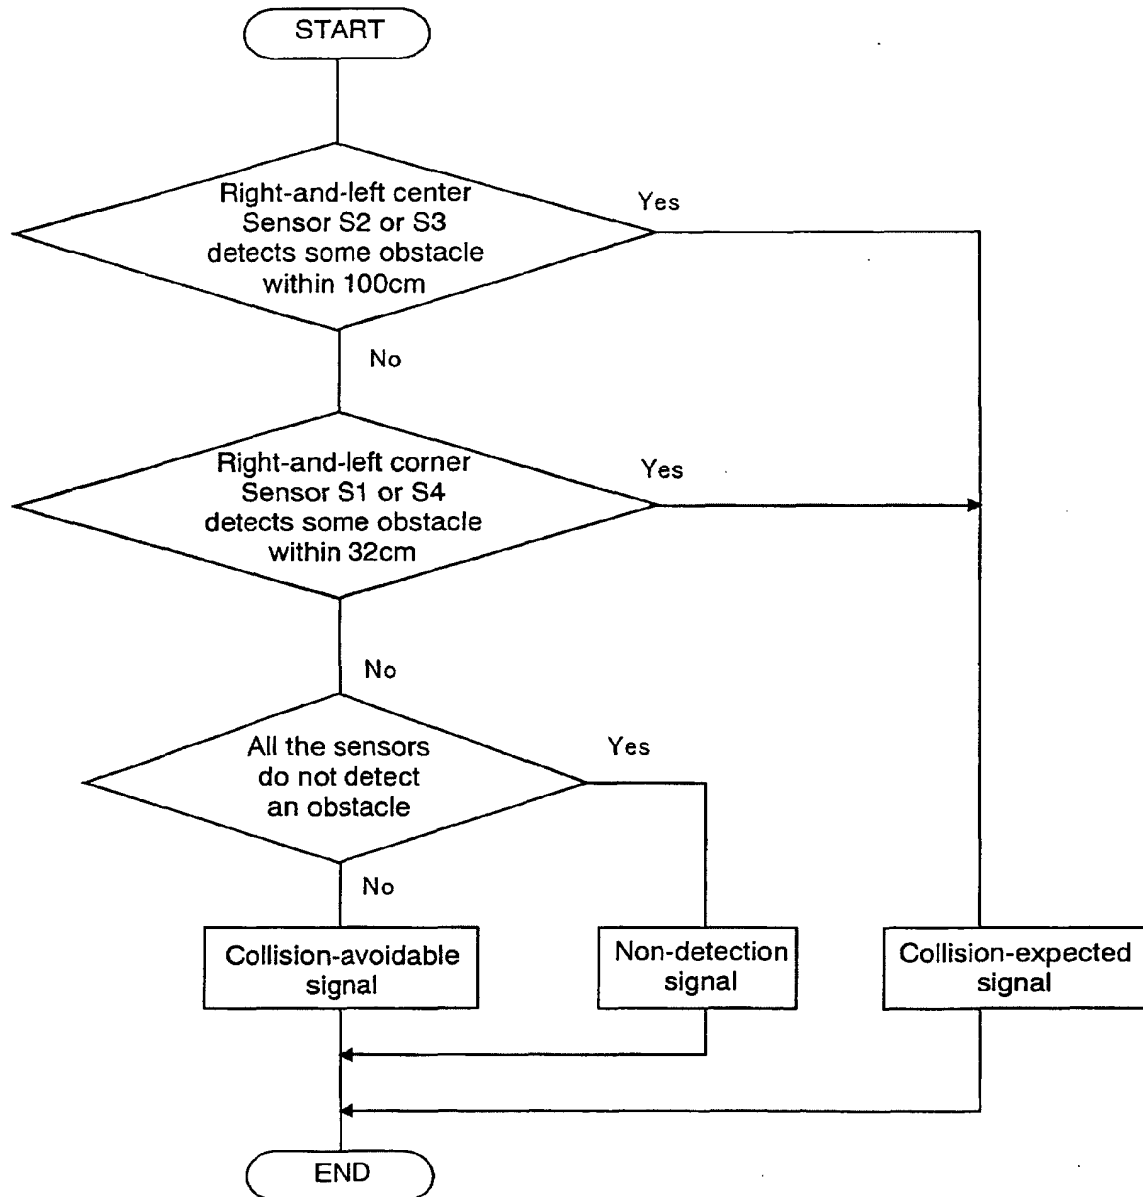 START
Right-and-left center
Sensor S2 or S3
detects some obstacle
within 100cm
Yes
No
Right-and-left corner
Sensor S1 or S4
detects some obstacle
within 32cm
Yes
No
All the sensors
do not detect
an obstacle
Yes
No
Collision-avoidable
signal
Non-detection
signal
Collision-expected
signal
END